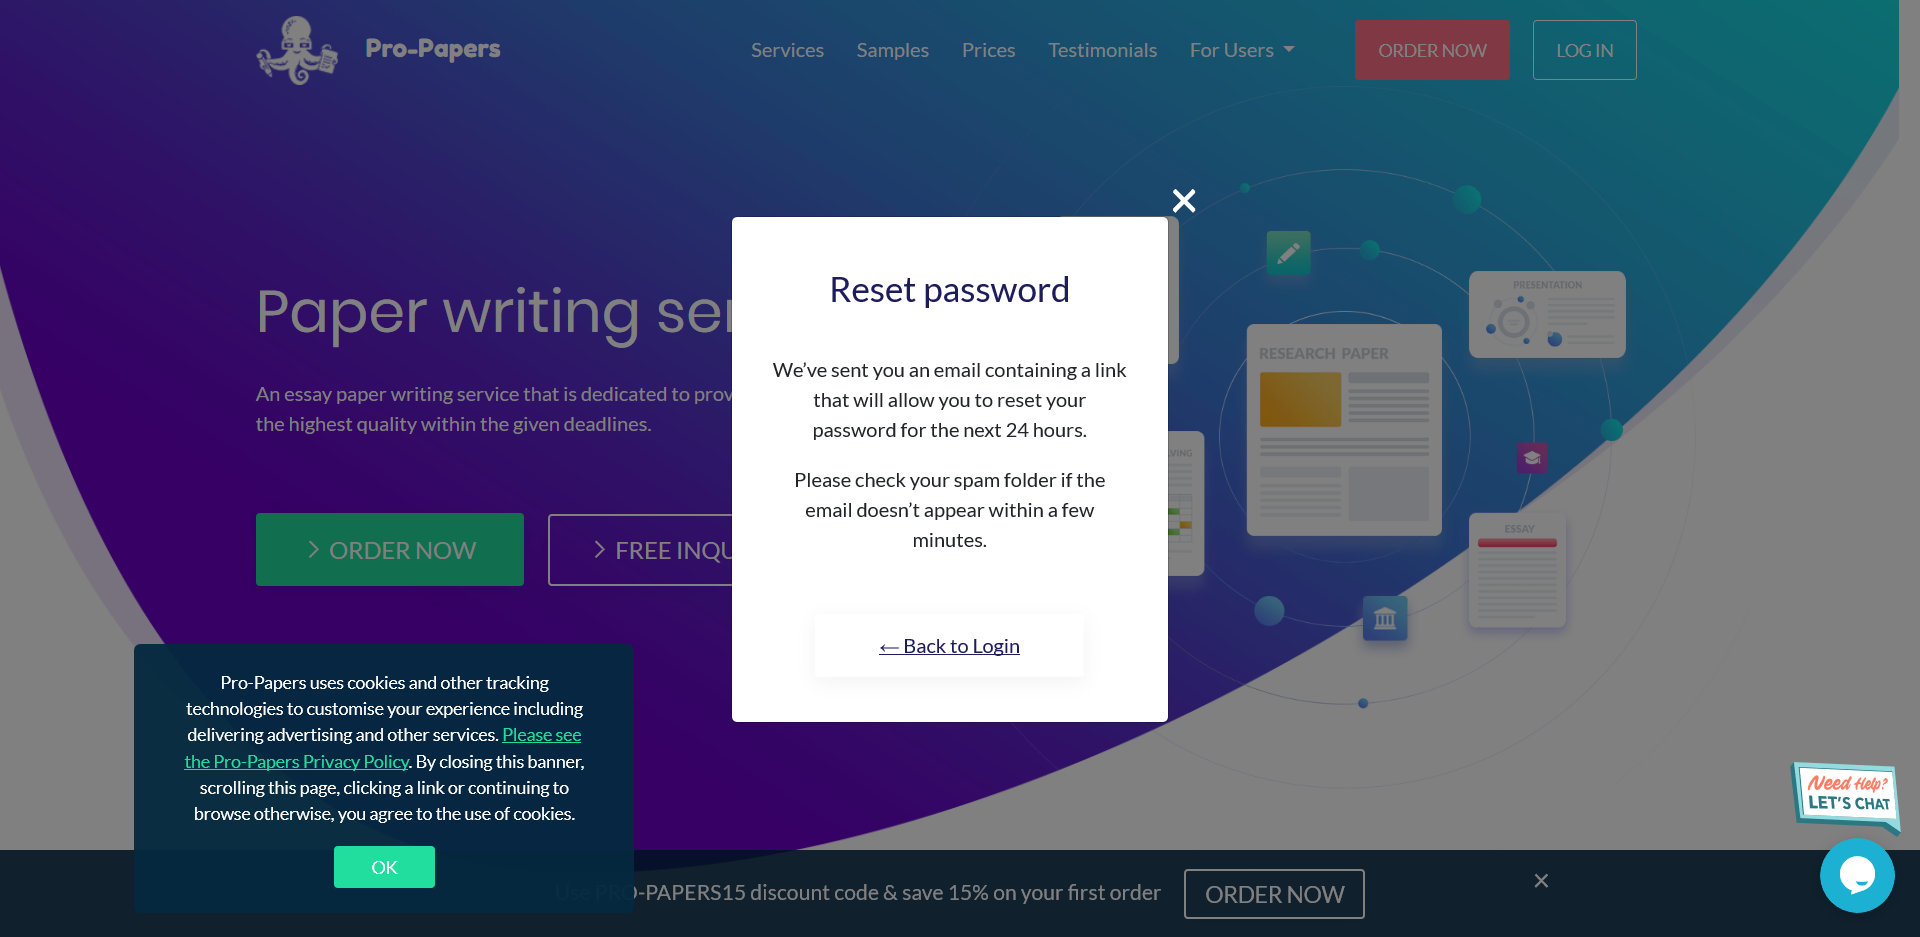 Pro-Papers
Services
Samples
Prices
Testimonials
For Users
ORDER NOW
LOG IN
Paper writing ser
An essay paper writing service that is dedicated to prov
the highest quality within the given deadlines.
ORDER NOW
FREE INQU
Reset password
We’ve sent you an email containing a link
that will allow you to reset your
password for the next 24 hours.
Please check your spam folder if the
email doesn’t appear within a few
minutes.
← Back to Login
PRESENTATION
RESEARCH PAPER
LVING
ESSAY
Pro-Papers uses cookies and other tracking
technologies to customise your experience including
delivering advertising and other services. Please see
the Pro-Papers Privacy Policy. By closing this banner,
scrolling this page, clicking a link or continuing to
browse otherwise, you agree to the use of cookies.
OK
Use PRO-PAPERS15 discount code & save 15% on your first order
ORDER NOW
Need Help?
LET'S CHAT